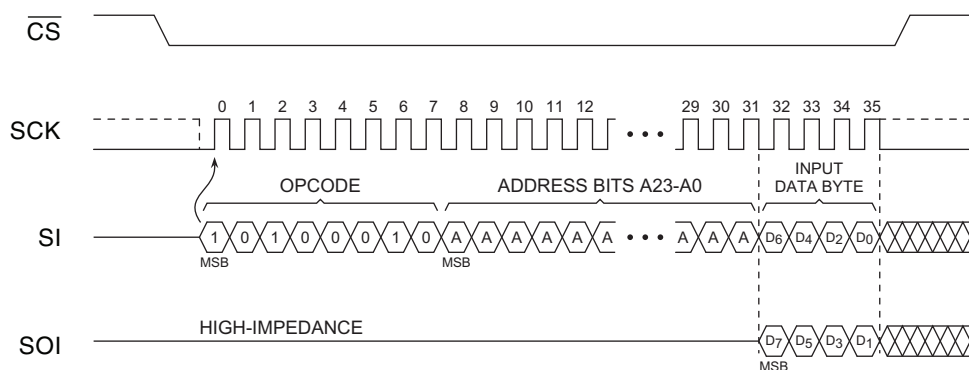 CS
0 1 2 3 4 5 6 7 8 9 10 11 12 29 30 31 32 33 34 35
SCK
OPCODE ADDRESS BITS A23-A0 INPUT DATA BYTE
SI 1 0 1 0 0 0 1 0 A A A A A A A A A D6 D4 D2 D0
MSB MSB
HIGH-IMPEDANCE
SOI D7 D5 D3 D1
MSB